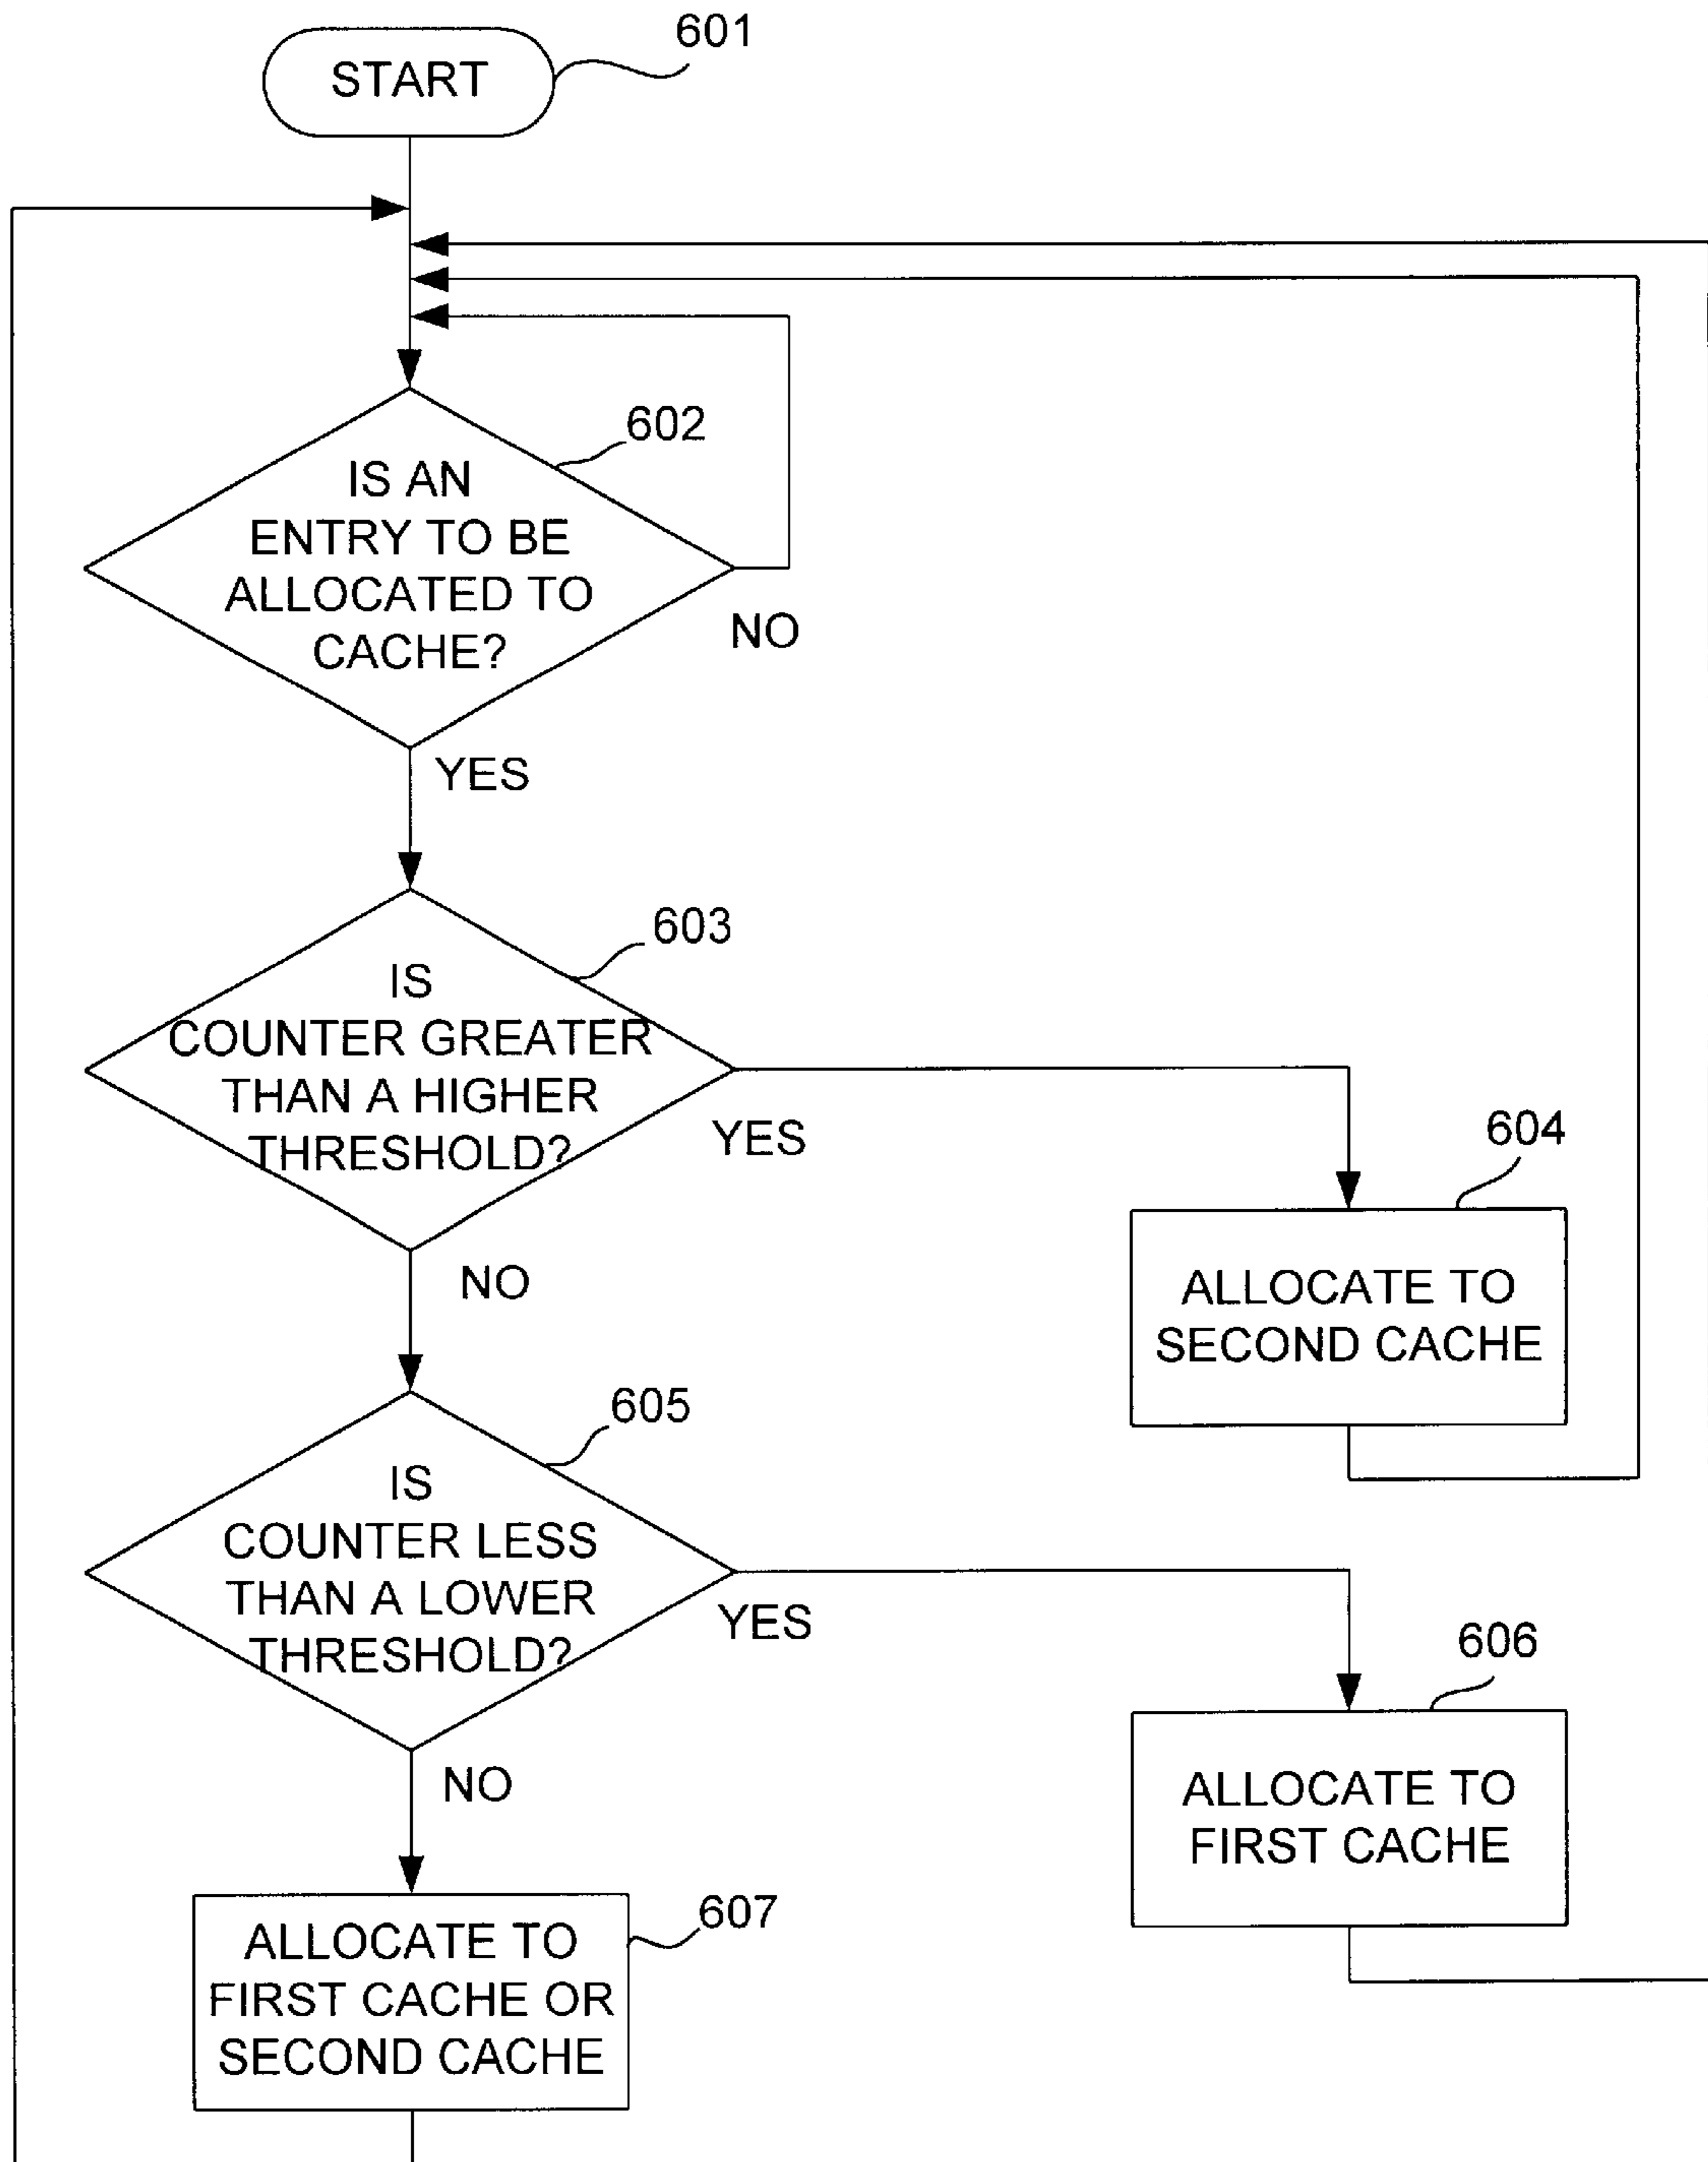 601
START
602
IS AN
ENTRY TO BE
ALLOCATED TO
CACHE?
NO
YES
603
IS
COUNTER GREATER
THAN A HIGHER
THRESHOLD?
YES
NO
604
ALLOCATE TO
SECOND CACHE
605
IS
COUNTER LESS
THAN A LOWER
THRESHOLD?
YES
NO
606
ALLOCATE TO
FIRST CACHE
607
ALLOCATE TO
FIRST CACHE OR
SECOND CACHE